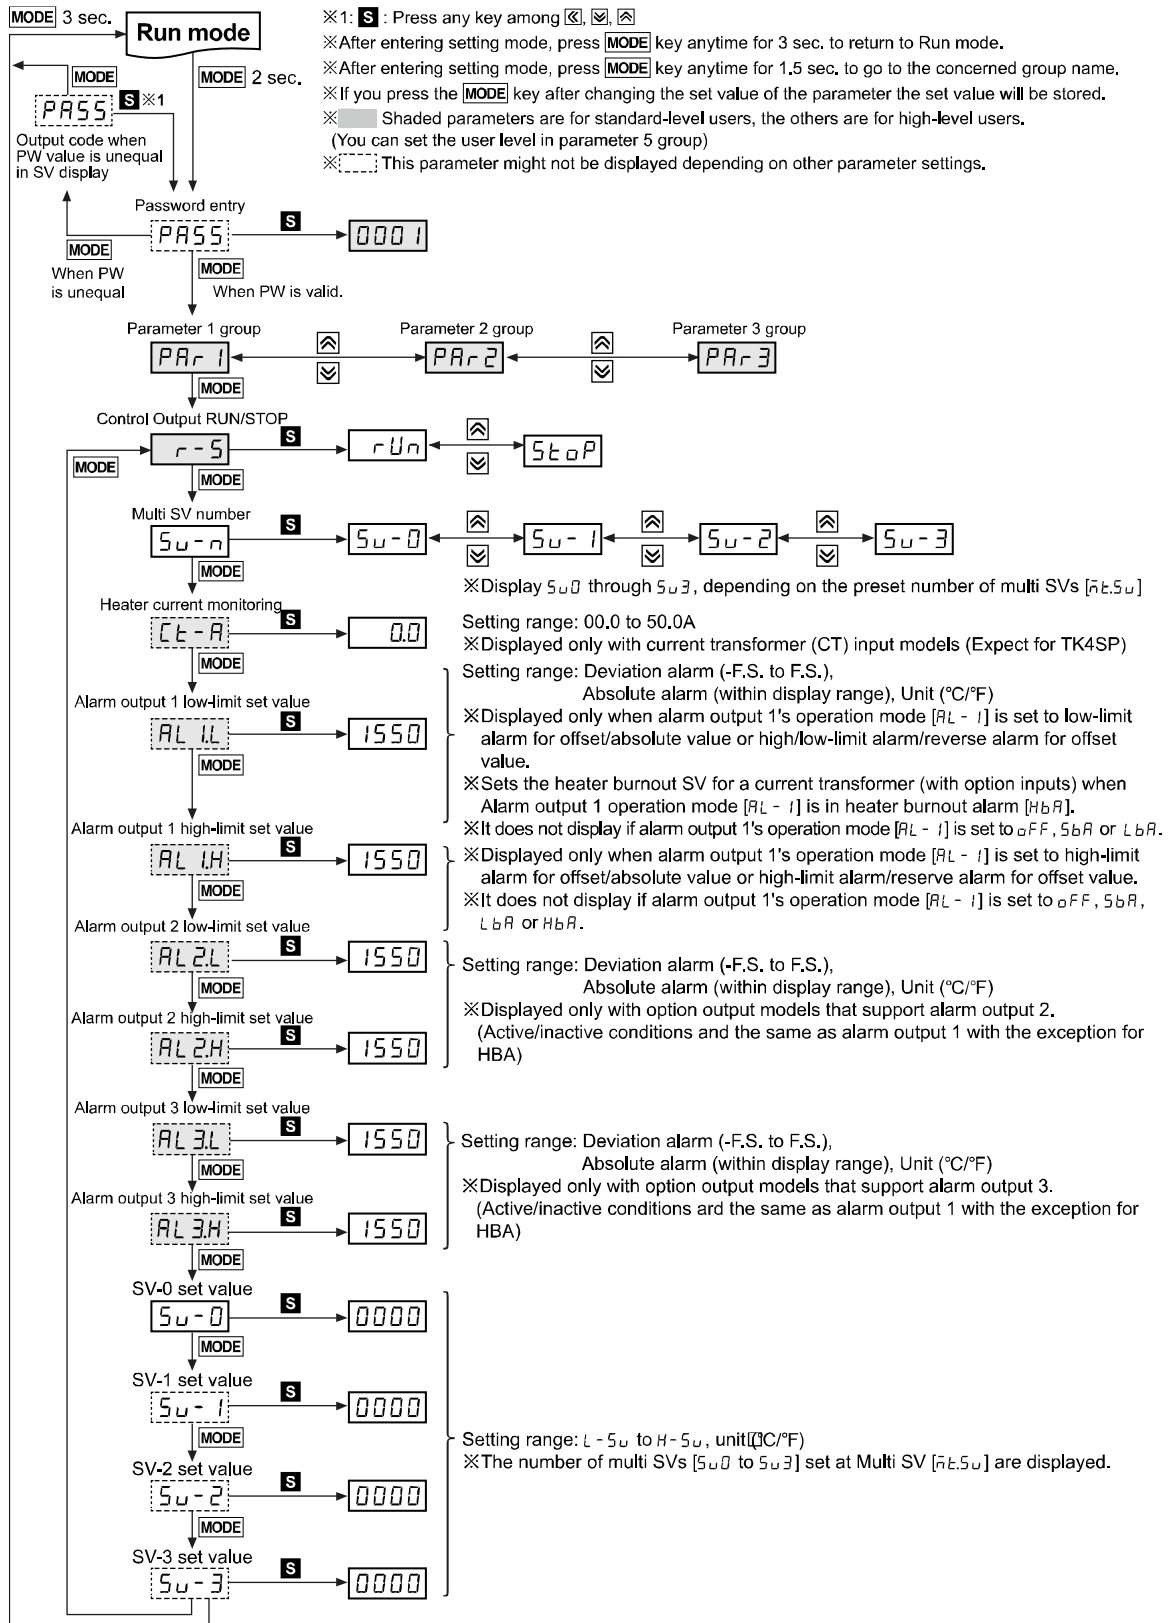 MODE 3 sec.
Run mode
※1: S : Press any key among «, ︾, ︽
※After entering setting mode, press MODE key anytime for 3 sec. to return to Run mode.
※After entering setting mode, press MODE key anytime for 1.5 sec. to go to the concerned group name.
※If you press the MODE key after changing the set value of the parameter the set value will be stored.
※ Shaded parameters are for standard-level users, the others are for high-level users.
(You can set the user level in parameter 5 group)
※ This parameter might not be displayed depending on other parameter settings.
MODE
MODE 2 sec.
PASS S ※1
Output code when
PW value is unequal
in SV display
Password entry
PASS S 0001
MODE
When PW
is unequal
MODE
When PW is valid.
Parameter 1 group
PAr1
︽
︾
Parameter 2 group
PAr2
︽
︾
Parameter 3 group
PAr3
MODE
Control Output RUN/STOP
MODE
r-S S rUn ︽ ︾ StoP
MODE
Multi SV number
Su-n S Su-0 ︽ ︾ Su-1 ︽ ︾ Su-2 ︽ ︾ Su-3
MODE
※Display Su0 through Su3, depending on the preset number of multi SVs [mt.Su]
Heater current monitoring
Ct-A S 0.0
MODE
Setting range: 00.0 to 50.0A
※Displayed only with current transformer (CT) input models (Expect for TK4SP)
Alarm output 1 low-limit set value
AL1.L S 1550
MODE
Setting range: Deviation alarm (-F.S. to F.S.),
Absolute alarm (within display range), Unit (°C/°F)
※Displayed only when alarm output 1's operation mode [AL-1] is set to low-limit
alarm for offset/absolute value or high/low-limit alarm/reverse alarm for offset
value.
※Sets the heater burnout SV for a current transformer (with option inputs) when
Alarm output 1 operation mode [AL-1] is in heater burnout alarm [HbA].
※It does not display if alarm output 1's operation mode [AL-1] is set to oFF, SbA or LbA.
Alarm output 1 high-limit set value
AL1.H S 1550
MODE
※Displayed only when alarm output 1's operation mode [AL-1] is set to high-limit
alarm for offset/absolute value or high-limit alarm/reserve alarm for offset value.
※It does not display if alarm output 1's operation mode [AL-1] is set to oFF, SbA,
LbA or HbA.
Alarm output 2 low-limit set value
AL2.L S 1550
MODE
Alarm output 2 high-limit set value
AL2.H S 1550
MODE
Setting range: Deviation alarm (-F.S. to F.S.),
Absolute alarm (within display range), Unit (°C/°F)
※Displayed only with option output models that support alarm output 2.
(Active/inactive conditions and the same as alarm output 1 with the exception for
HBA)
Alarm output 3 low-limit set value
AL3.L S 1550
MODE
Alarm output 3 high-limit set value
AL3.H S 1550
MODE
Setting range: Deviation alarm (-F.S. to F.S.),
Absolute alarm (within display range), Unit (°C/°F)
※Displayed only with option output models that support alarm output 3.
(Active/inactive conditions ard the same as alarm output 1 with the exception for
HBA)
SV-0 set value
Su-0 S 0000
MODE
SV-1 set value
Su-1 S 0000
MODE
SV-2 set value
Su-2 S 0000
MODE
SV-3 set value
Su-3 S 0000
Setting range: L-Su to H-Su, unit (°C/°F)
※The number of multi SVs [Su0 to Su3] set at Multi SV [mt.Su] are displayed.